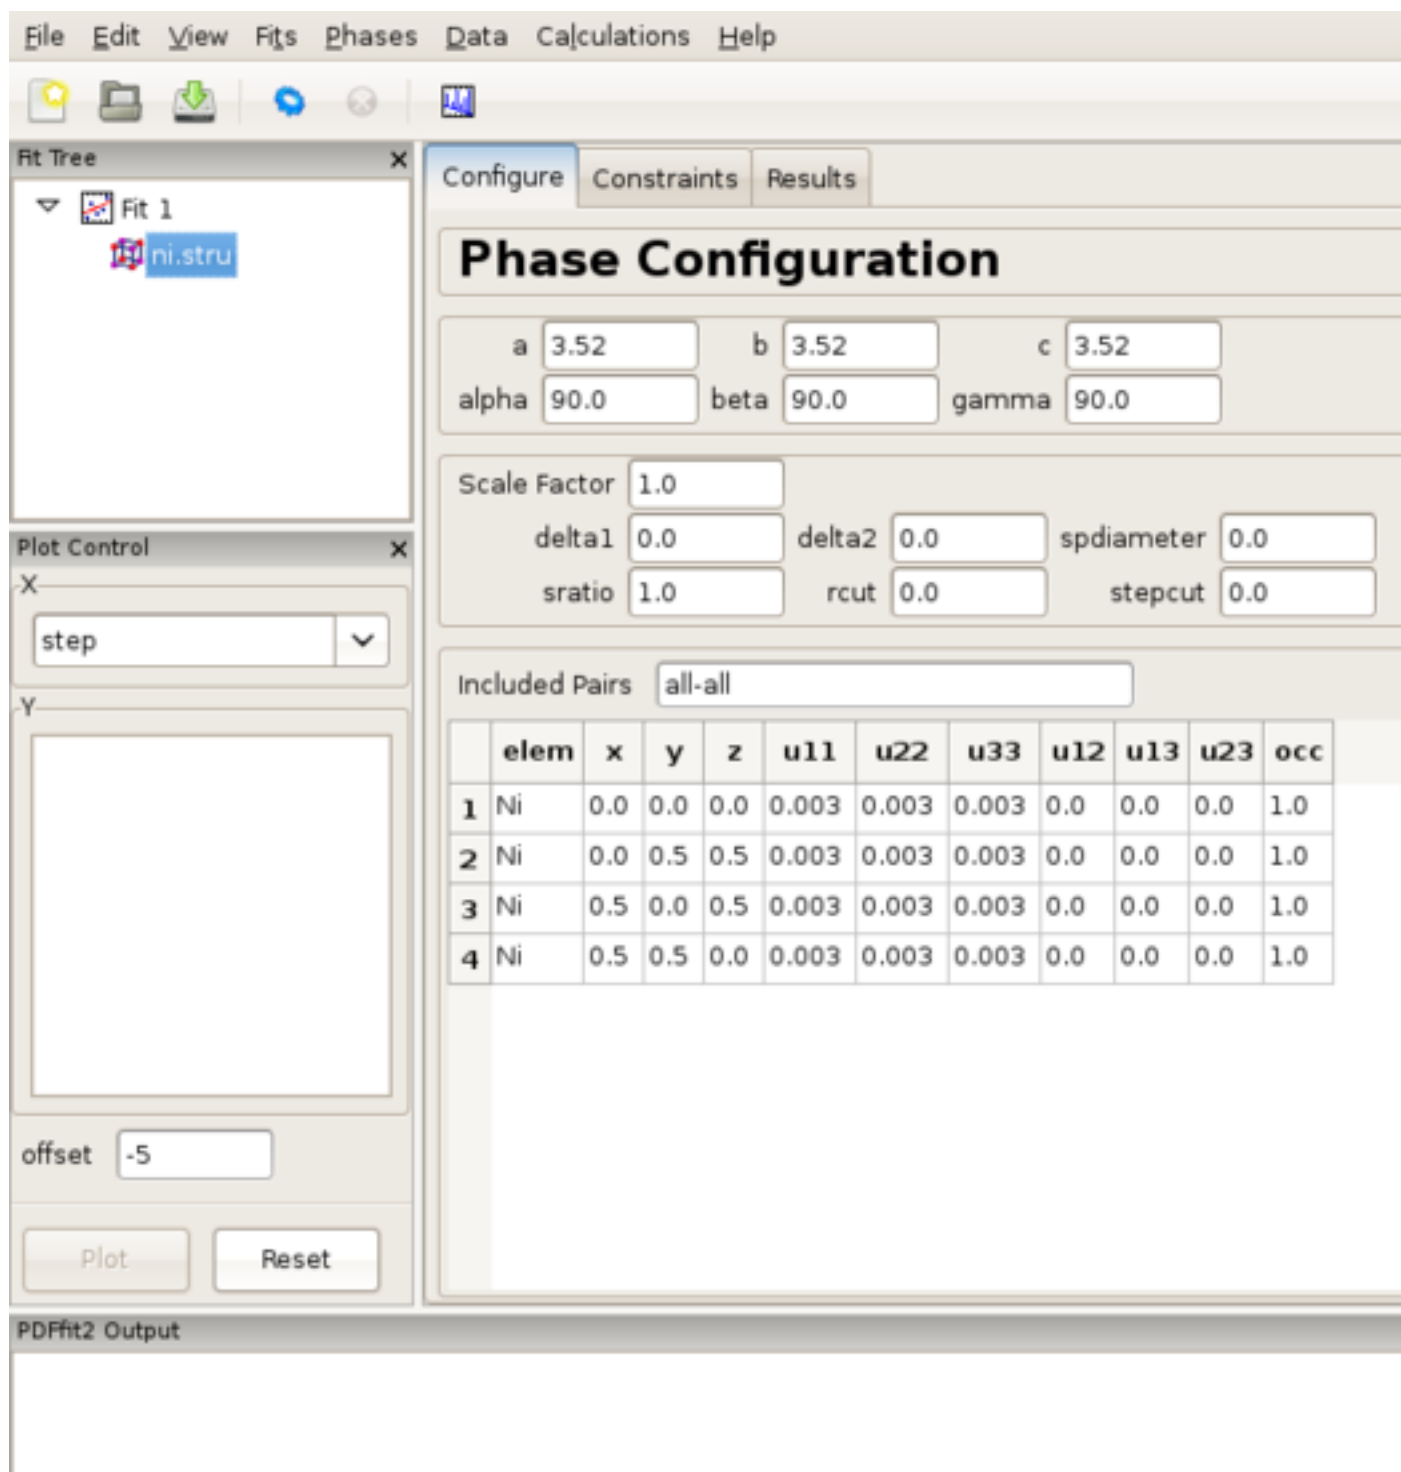 File Edit View Fits Phases Data Calculations Help
Fit Tree
Fit 1
ni.stru
Plot Control
X
step
Y
offset -5
Plot Reset
Configure Constraints Results
Phase Configuration
a 3.52 b 3.52 c 3.52
alpha 90.0 beta 90.0 gamma 90.0
Scale Factor 1.0
delta1 0.0 delta2 0.0 spdiameter 0.0
sratio 1.0 rcut 0.0 stepcut 0.0
Included Pairs all-all
elem x y z u11 u22 u33 u12 u13 u23 occ
1 Ni 0.0 0.0 0.0 0.003 0.003 0.003 0.0 0.0 0.0 1.0
2 Ni 0.0 0.5 0.5 0.003 0.003 0.003 0.0 0.0 0.0 1.0
3 Ni 0.5 0.0 0.5 0.003 0.003 0.003 0.0 0.0 0.0 1.0
4 Ni 0.5 0.5 0.0 0.003 0.003 0.003 0.0 0.0 0.0 1.0
PDFfit2 Output